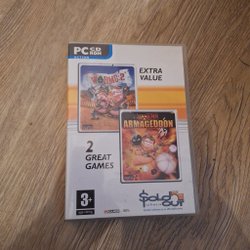 PC CD
ROM
EXTRA
VALUE
WORMS 2
ARMAGEDDON
2
GREAT
GAMES
3+
Sold
OUT